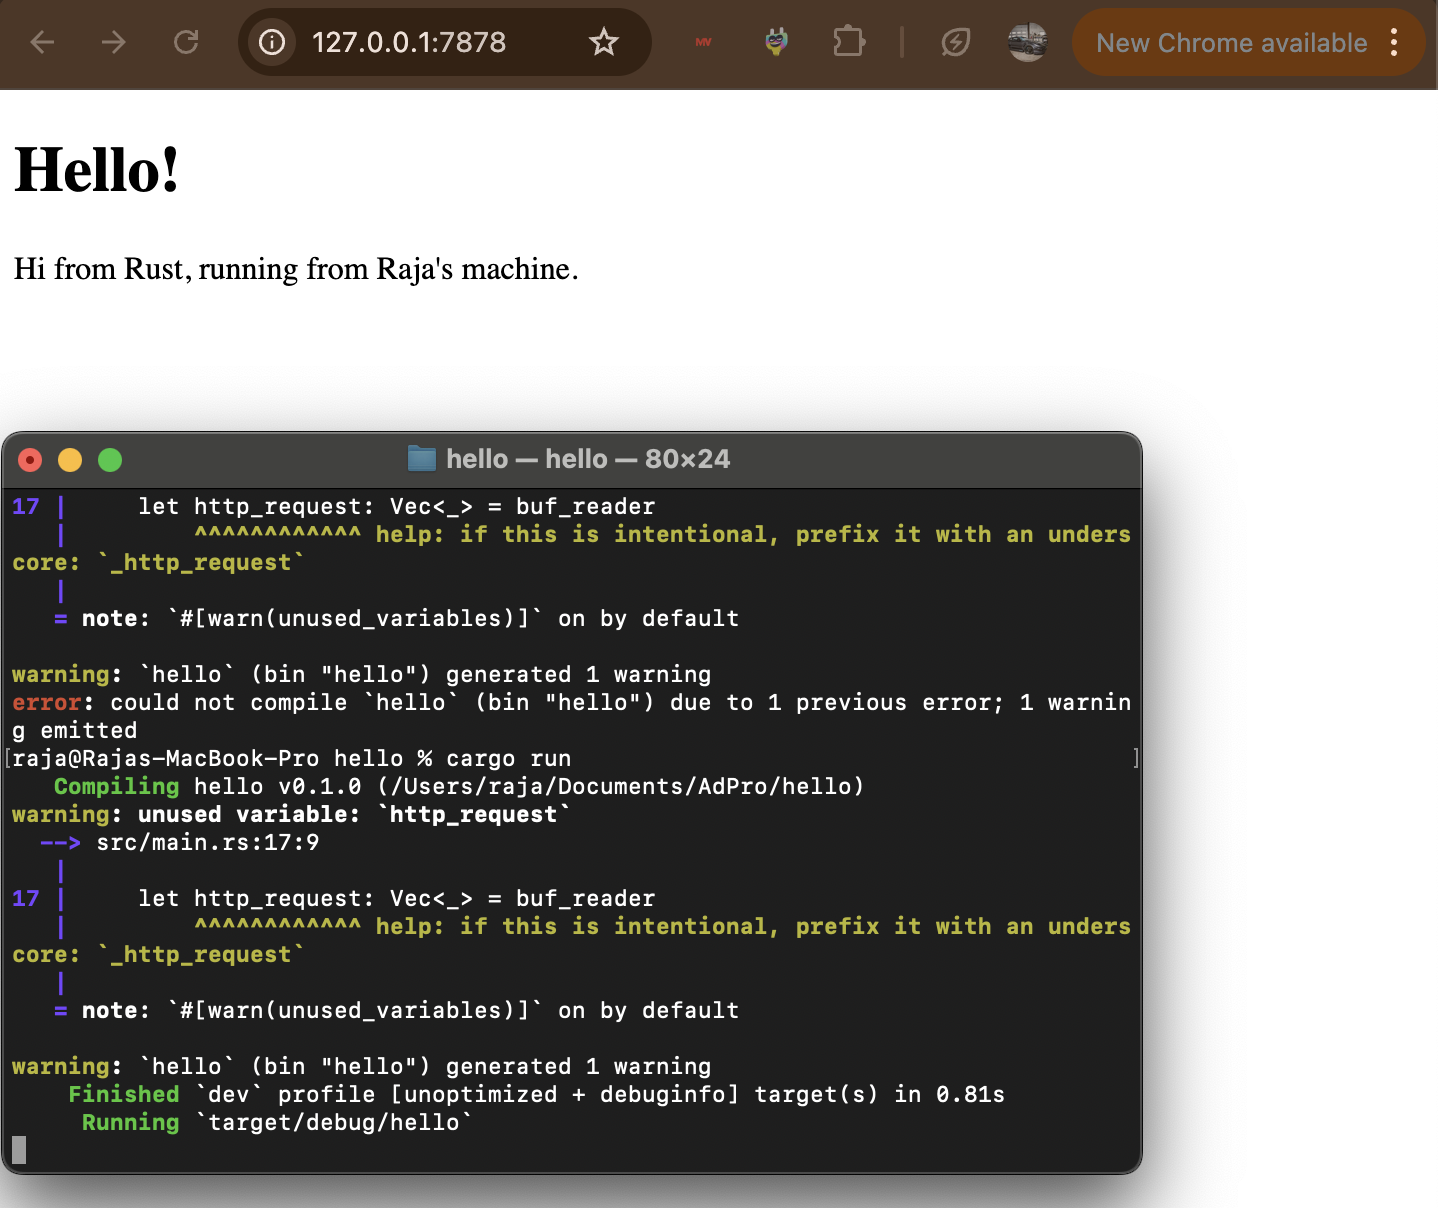 127.0.0.1:7878
MV
New Chrome available
Hello!
Hi from Rust, running from Raja's machine.
hello — hello — 80×24
17 |     let http_request: Vec<_> = buf_reader
   |         ^^^^^^^^^^^^ help: if this is intentional, prefix it with an unders
core: `_http_request`
   |
   = note: `#[warn(unused_variables)]` on by default
warning: `hello` (bin "hello") generated 1 warning
error: could not compile `hello` (bin "hello") due to 1 previous error; 1 warnin
g emitted
[raja@Rajas-MacBook-Pro hello % cargo run ]
   Compiling hello v0.1.0 (/Users/raja/Documents/AdPro/hello)
warning: unused variable: `http_request`
  --> src/main.rs:17:9
   |
17 |     let http_request: Vec<_> = buf_reader
   |         ^^^^^^^^^^^^ help: if this is intentional, prefix it with an unders
core: `_http_request`
   |
   = note: `#[warn(unused_variables)]` on by default
warning: `hello` (bin "hello") generated 1 warning
    Finished `dev` profile [unoptimized + debuginfo] target(s) in 0.81s
     Running `target/debug/hello`